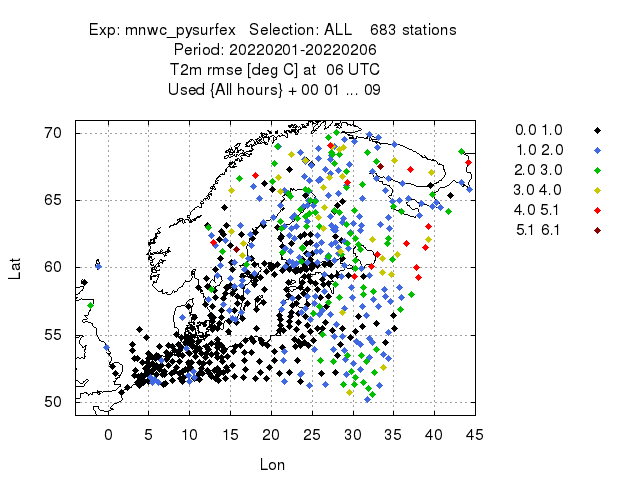 Exp: mnwc_pysurfex   Selection: ALL    683 stations
Period: 20220201-20220206
T2m rmse [deg C] at  06 UTC
Used {All hours} + 00 01 ... 09
70
65
60
55
50
Lat
0 5 10 15 20 25 30 35 40 45
Lon
0.0 1.0
1.0 2.0
2.0 3.0
3.0 4.0
4.0 5.1
5.1 6.1